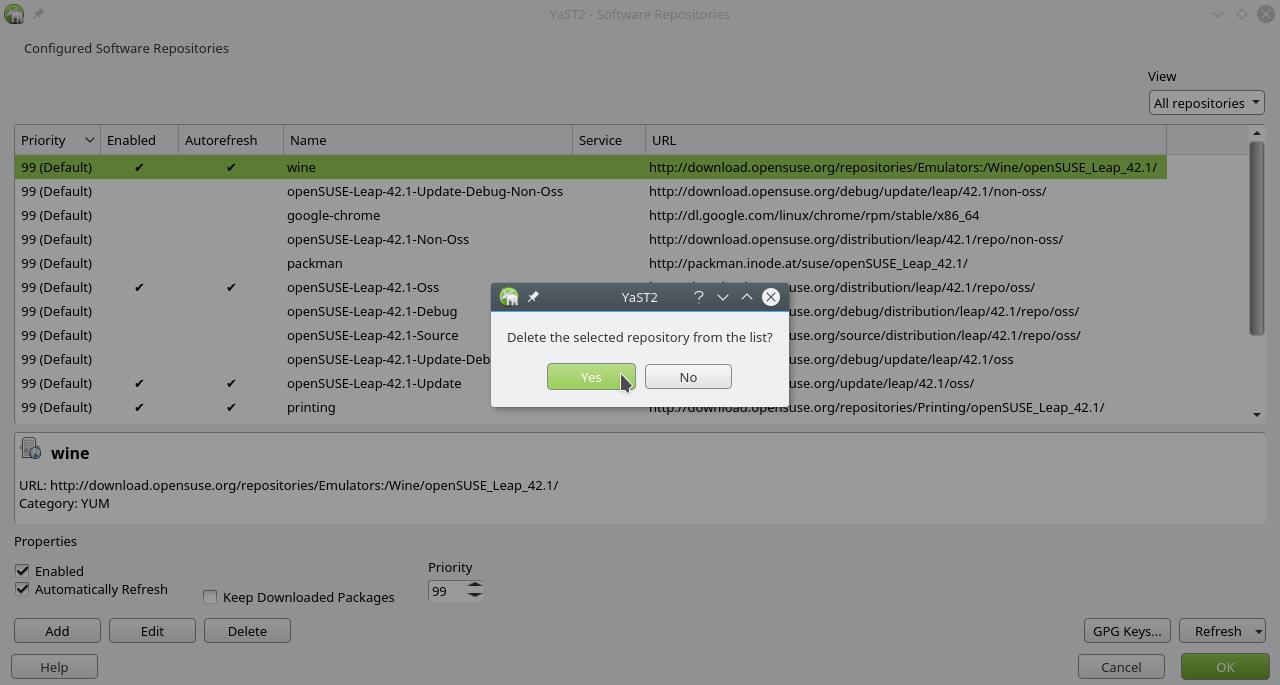 YaST2 - Software Repositories
Configured Software Repositories
View
All repositories
Priority Enabled Autorefresh Name Service URL
99 (Default) ✔ ✔ wine http://download.opensuse.org/repositories/Emulators:/Wine/openSUSE_Leap_42.1/
99 (Default) openSUSE-Leap-42.1-Update-Debug-Non-Oss http://download.opensuse.org/debug/update/leap/42.1/non-oss/
99 (Default) google-chrome http://dl.google.com/linux/chrome/rpm/stable/x86_64
99 (Default) openSUSE-Leap-42.1-Non-Oss http://download.opensuse.org/distribution/leap/42.1/repo/non-oss/
99 (Default) packman http://packman.inode.at/suse/openSUSE_Leap_42.1/
99 (Default) ✔ ✔ openSUSE-Leap-42.1-Oss .opensuse.org/distribution/leap/42.1/repo/oss/
99 (Default) openSUSE-Leap-42.1-Debug .opensuse.org/debug/distribution/leap/42.1/repo/oss/
99 (Default) openSUSE-Leap-42.1-Source .opensuse.org/source/distribution/leap/42.1/repo/oss/
99 (Default) openSUSE-Leap-42.1-Update-Deb .opensuse.org/debug/update/leap/42.1/oss
99 (Default) ✔ ✔ openSUSE-Leap-42.1-Update .opensuse.org/update/leap/42.1/oss/
99 (Default) ✔ ✔ printing http://download.opensuse.org/repositories/Printing/openSUSE_Leap_42.1/
YaST2
Delete the selected repository from the list?
Yes No
wine
URL: http://download.opensuse.org/repositories/Emulators:/Wine/openSUSE_Leap_42.1/
Category: YUM
Properties
Enabled
Automatically Refresh
Keep Downloaded Packages
Priority
99
Add Edit Delete GPG Keys... Refresh
Help Cancel OK